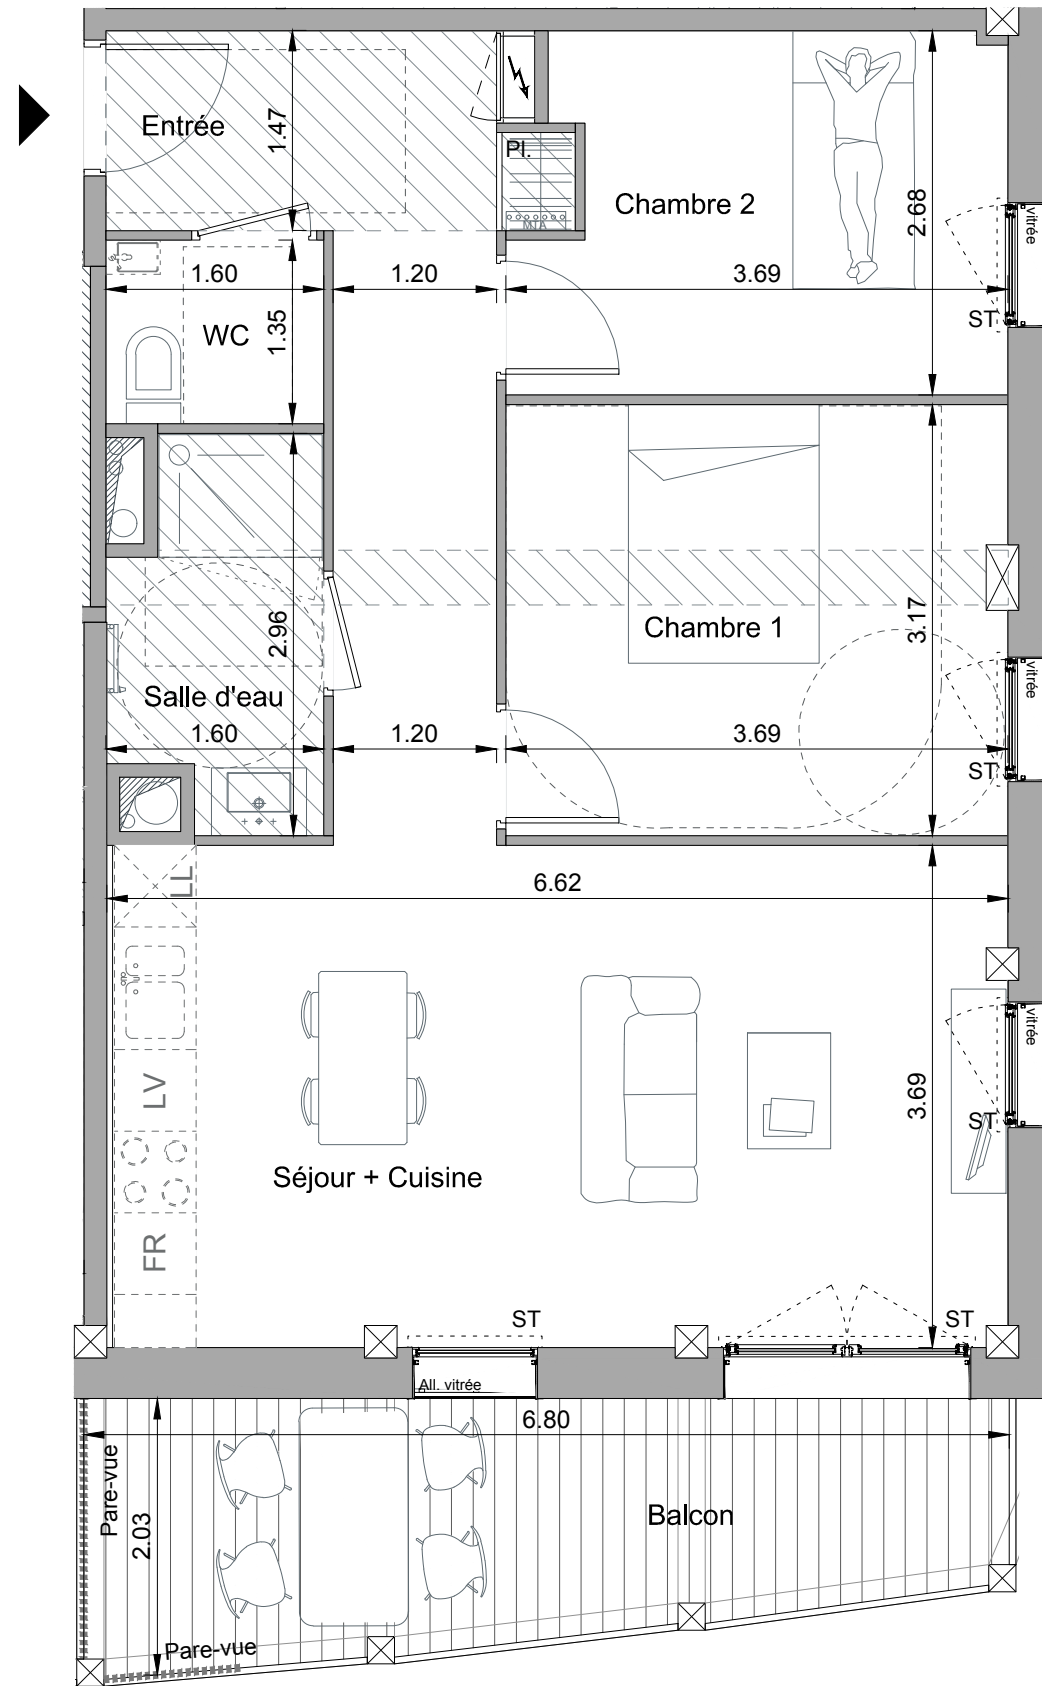 Entrée
1.47
Pl.
MJA
Chambre 2
2.68
vitrée
ST
1.60
1.20
3.69
WC
1.35
2.96
Chambre 1
3.17
vitrée
ST
Salle d'eau
1.60
1.20
3.69
LL
6.62
LV
FR
Séjour + Cuisine
3.69
vitrée
ST
ST
ST
All. vitrée
6.80
Pare-vue
2.03
Balcon
Pare-vue